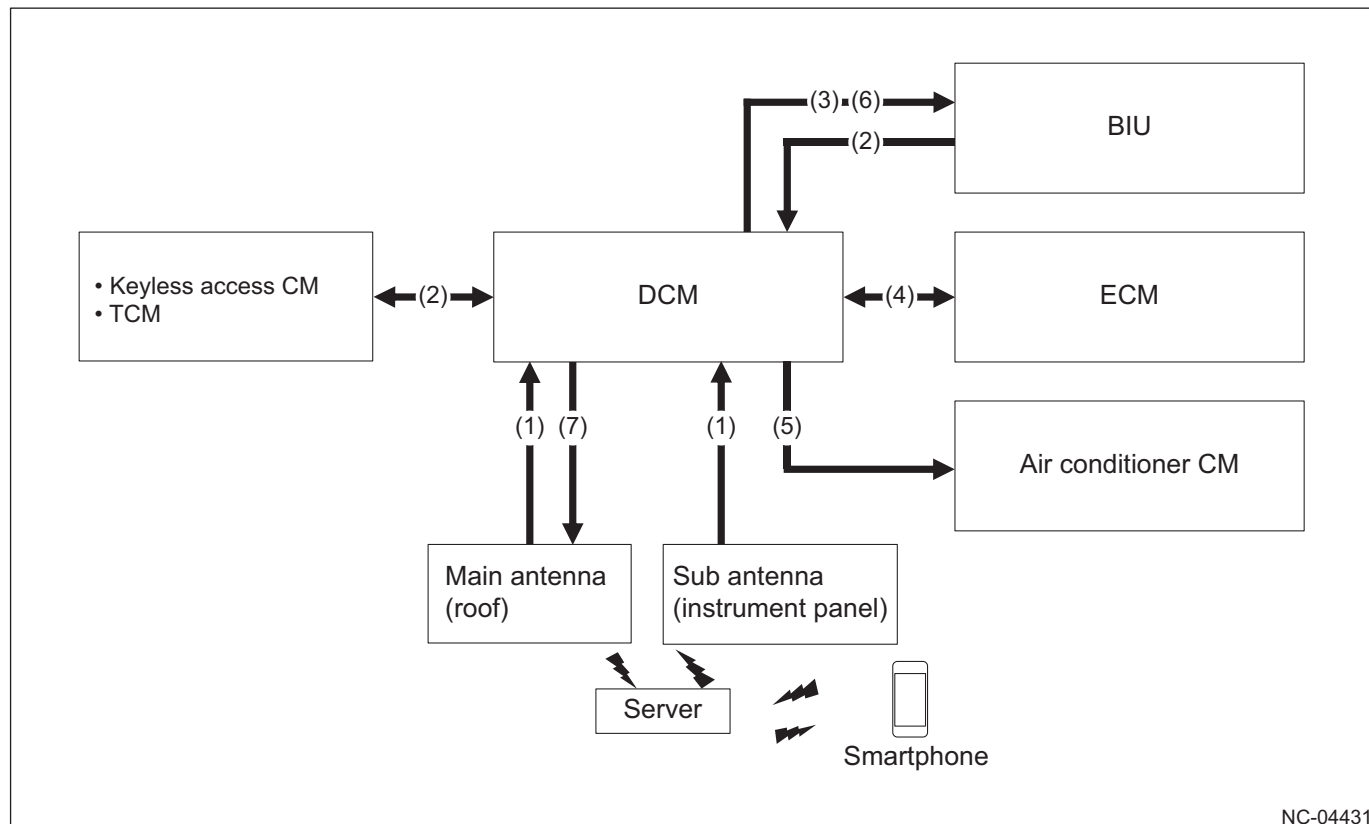 (3)
(6)
BIU
(2)
• Keyless access CM
• TCM
(2)
DCM
(4)
ECM
(1)
(7)
(1)
(5)
Air conditioner CM
Main antenna
(roof)
Sub antenna
(instrument panel)
Server
Smartphone
NC-04431